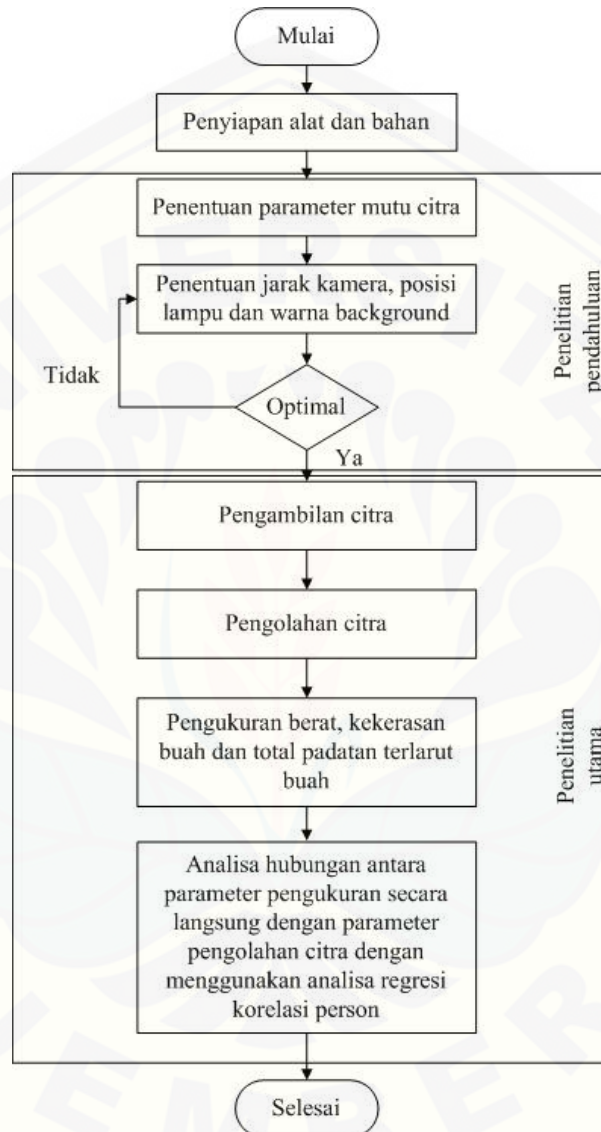 Mulai
Penyiapan alat dan bahan
Penentuan parameter mutu citra
Penentuan jarak kamera, posisi
lampu dan warna background
Tidak
Optimal
Ya
Penelitian
pendahuluan
Pengambilan citra
Pengolahan citra
Pengukuran berat, kekerasan
buah dan total padatan terlarut
buah
Analisa hubungan antara
parameter pengukuran secara
langsung dengan parameter
pengolahan citra dengan
menggunakan analisa regresi
korelasi person
Penelitian
utama
Selesai